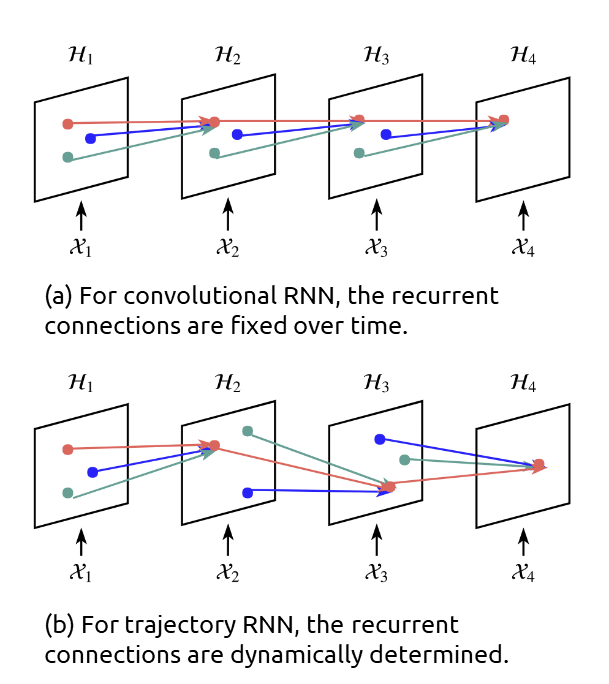 ℋ₁ ℋ₂ ℋ₃ ℋ₄
𝒳₁ 𝒳₂ 𝒳₃ 𝒳₄
(a) For convolutional RNN, the recurrent
connections are fixed over time.
ℋ₁ ℋ₂ ℋ₃ ℋ₄
𝒳₁ 𝒳₂ 𝒳₃ 𝒳₄
(b) For trajectory RNN, the recurrent
connections are dynamically determined.